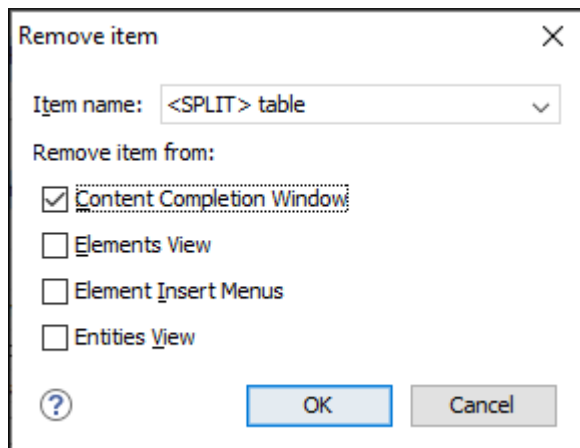 Remove item
Item name: <SPLIT> table
Remove item from:
Content Completion Window
Elements View
Element Insert Menus
Entities View
? OK Cancel